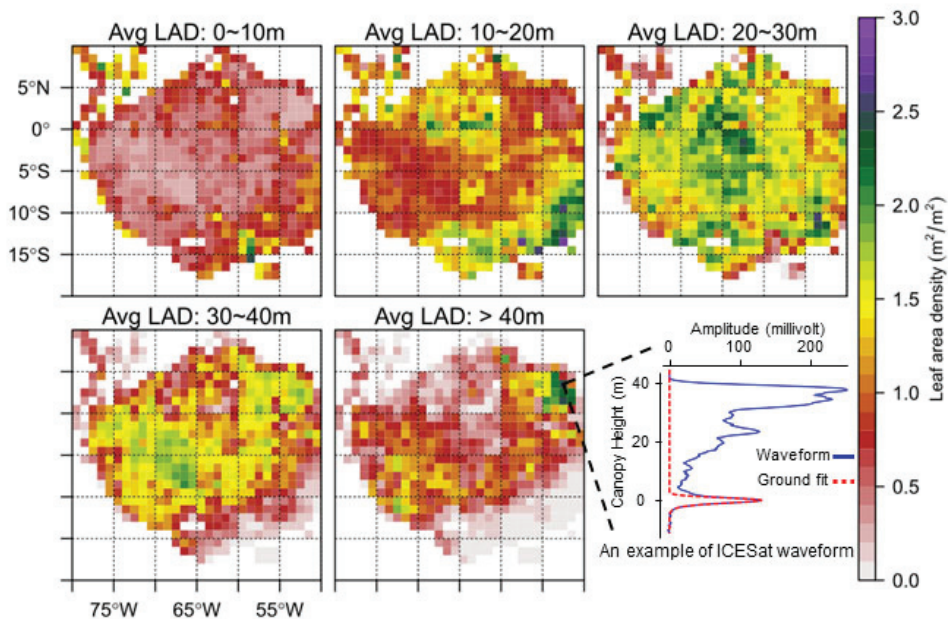 Avg LAD: 0~10m
Avg LAD: 10~20m
Avg LAD: 20~30m
5°N
0°
5°S
10°S
15°S
Avg LAD: 30~40m
Avg LAD: > 40m
75°W
65°W
55°W
Amplitude (millivolt)
0
100
200
Canopy Height (m)
40
20
0
Waveform
Ground fit
An example of ICESat waveform
3.0
2.5
2.0
1.5
1.0
0.5
0.0
Leaf area density (m²/m²)